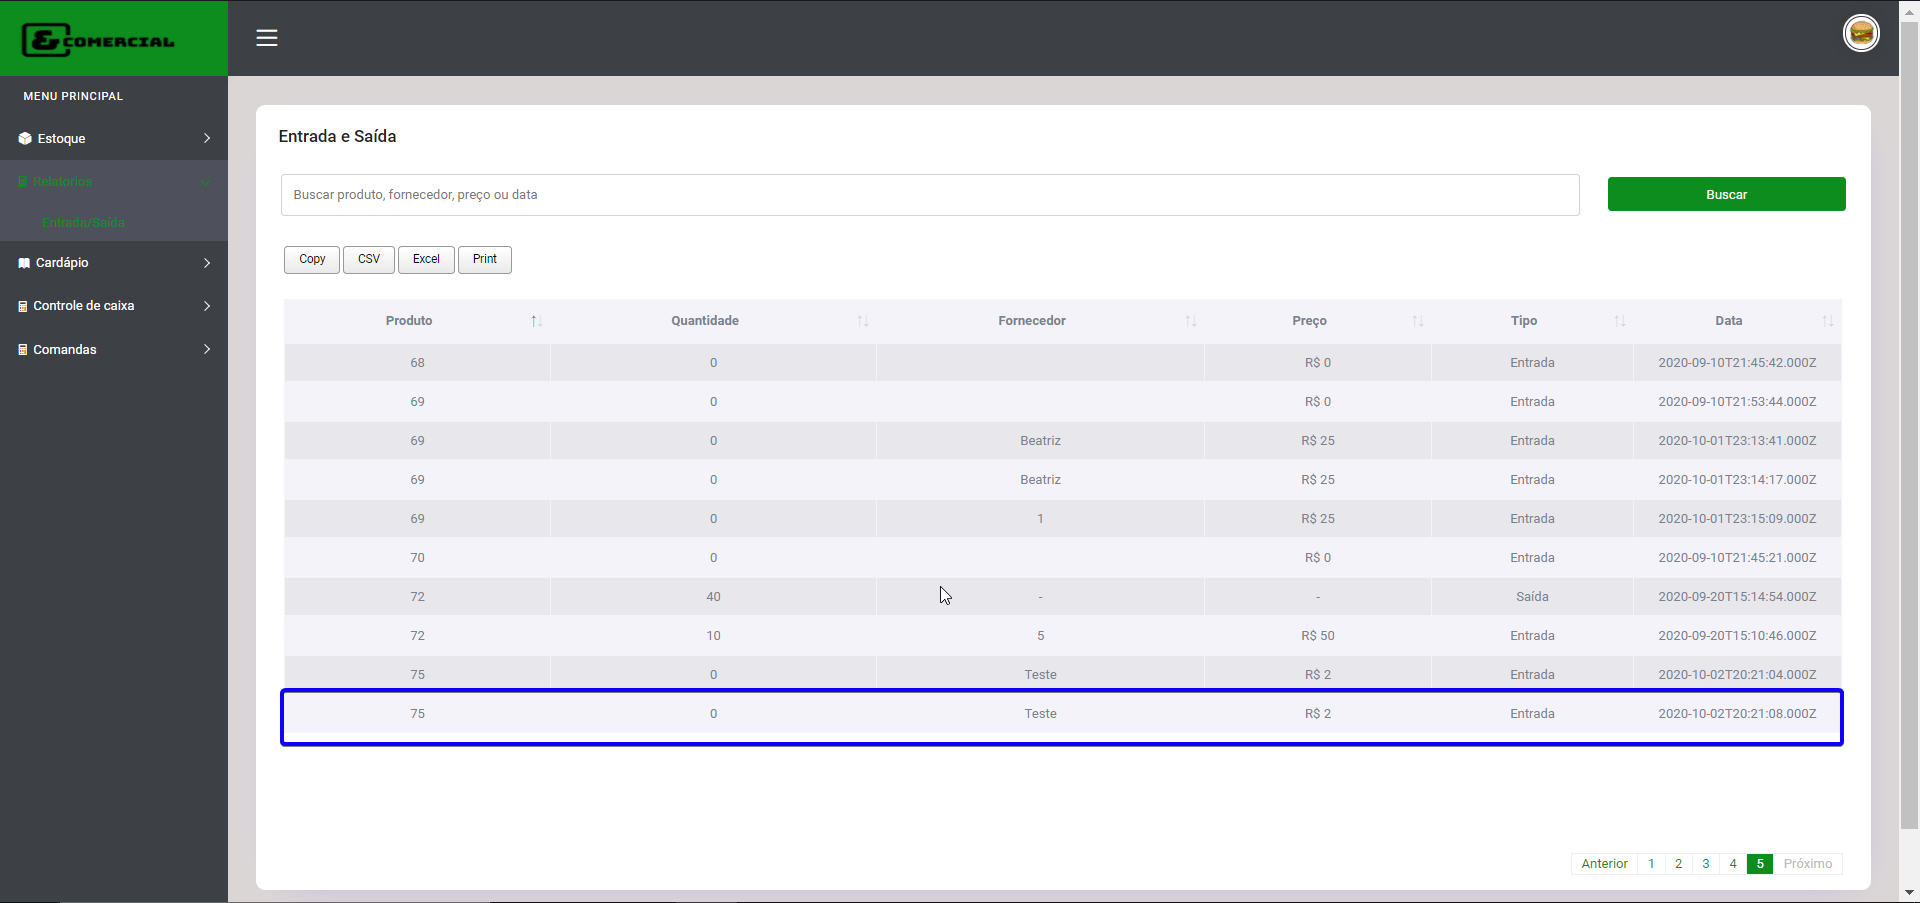 & COMERCIAL
MENU PRINCIPAL
Estoque
Relatorios
Entrada/Saída
Cardápio
Controle de caixa
Comandas
Entrada e Saída
Buscar produto, fornecedor, preço ou data
Buscar
Copy CSV Excel Print
Produto Quantidade Fornecedor Preço Tipo Data
68 0 R$ 0 Entrada 2020-09-10T21:45:42.000Z
69 0 R$ 0 Entrada 2020-09-10T21:53:44.000Z
69 0 Beatriz R$ 25 Entrada 2020-10-01T23:13:41.000Z
69 0 Beatriz R$ 25 Entrada 2020-10-01T23:14:17.000Z
69 0 1 R$ 25 Entrada 2020-10-01T23:15:09.000Z
70 0 R$ 0 Entrada 2020-09-10T21:45:21.000Z
72 40 - - Saída 2020-09-20T15:14:54.000Z
72 10 5 R$ 50 Entrada 2020-09-20T15:10:46.000Z
75 0 Teste R$ 2 Entrada 2020-10-02T20:21:04.000Z
75 0 Teste R$ 2 Entrada 2020-10-02T20:21:08.000Z
Anterior 1 2 3 4 5 Próximo